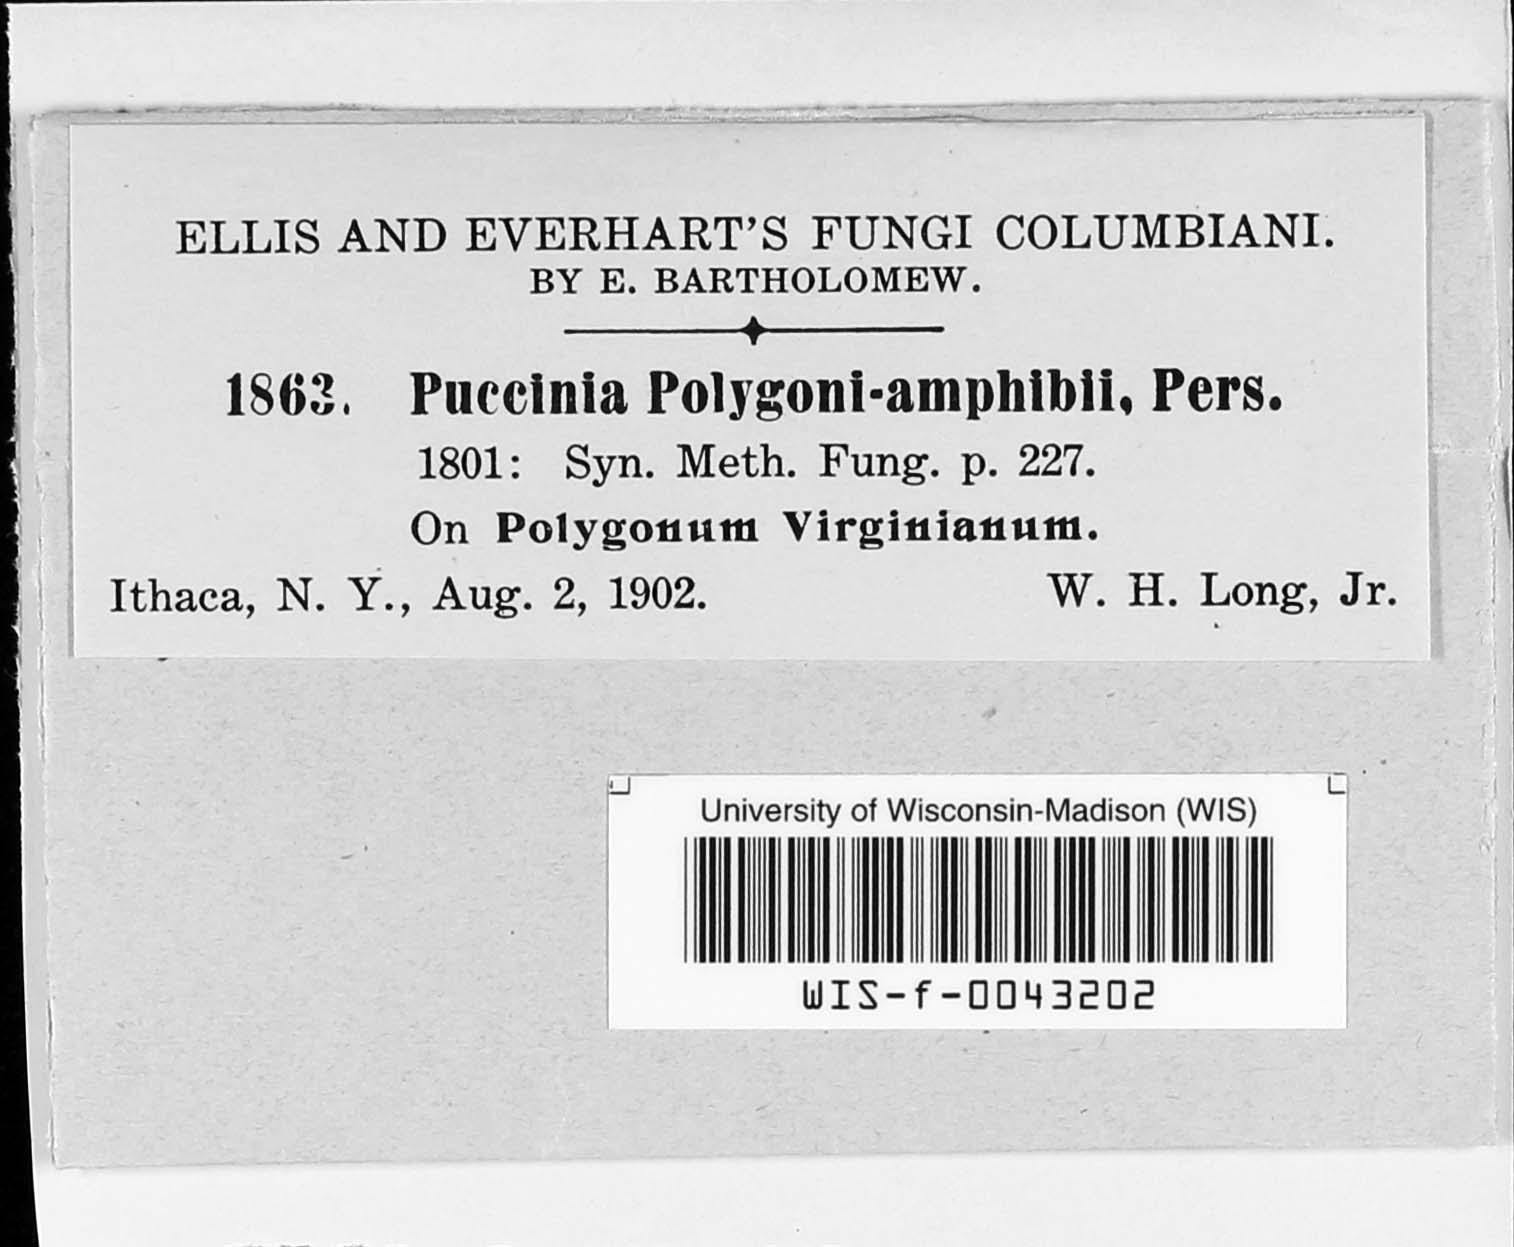 ELLIS AND EVERHART'S FUNGI COLUMBIANI.
BY E. BARTHOLOMEW.
1863. Puccinia Polygoni-amphibii, Pers.
1801: Syn. Meth. Fung. p. 227.
On Polygonum Virginianum.
Ithaca, N. Y., Aug. 2, 1902. W. H. Long, Jr.
University of Wisconsin-Madison (WIS)
WIS-f-0043202